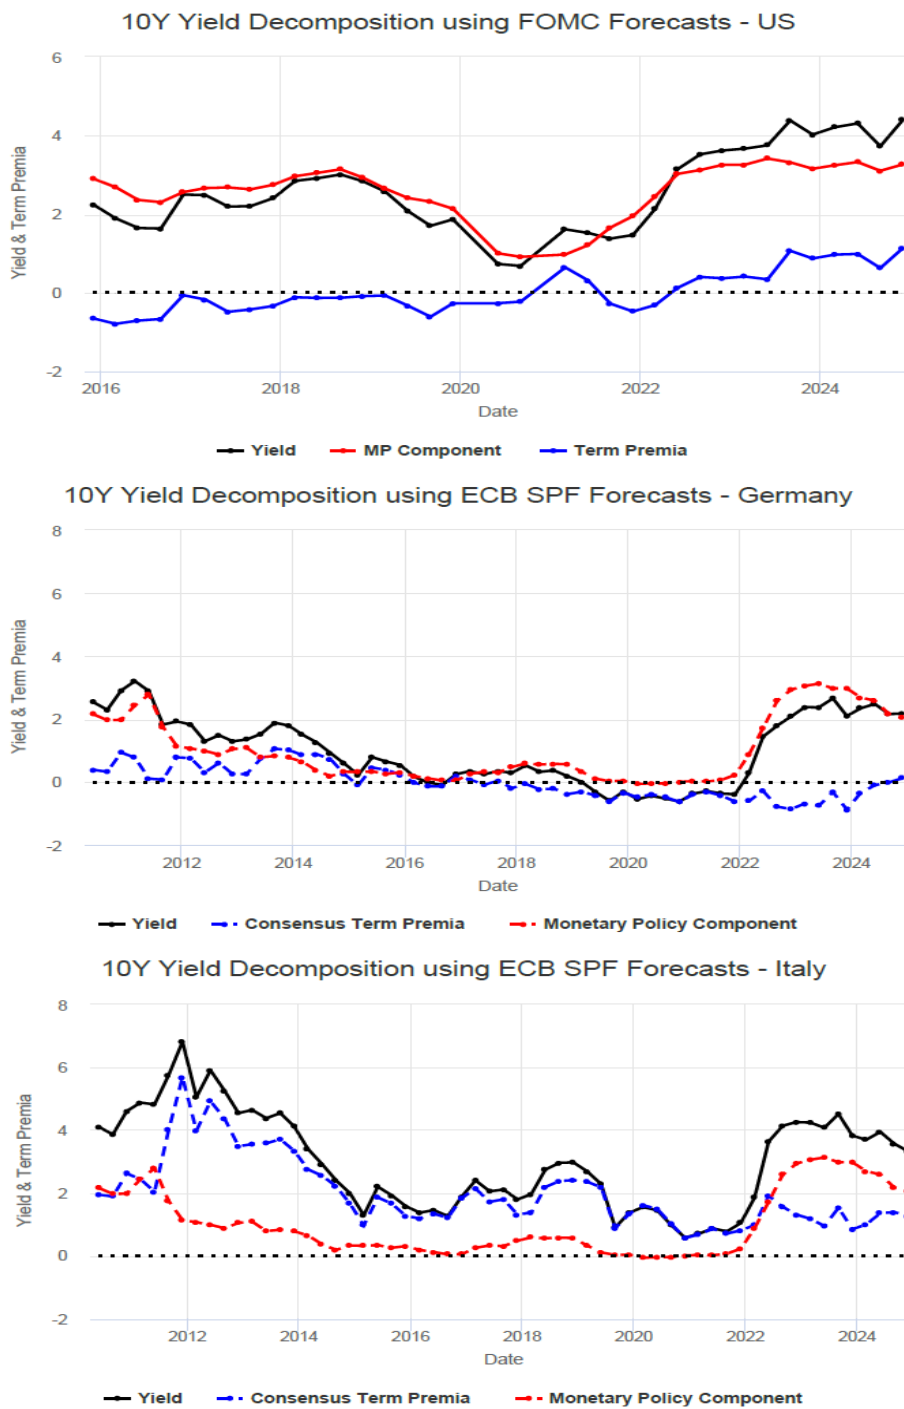 10Y Yield Decomposition using FOMC Forecasts - US
Yield & Term Premia
6
4
2
0
-2
2016 2018 2020 2022 2024
Date
Yield MP Component Term Premia
10Y Yield Decomposition using ECB SPF Forecasts - Germany
Yield & Term Premia
8
6
4
2
0
-2
2012 2014 2016 2018 2020 2022 2024
Date
Yield Consensus Term Premia Monetary Policy Component
10Y Yield Decomposition using ECB SPF Forecasts - Italy
Yield & Term Premia
8
6
4
2
0
-2
2012 2014 2016 2018 2020 2022 2024
Date
Yield Consensus Term Premia Monetary Policy Component